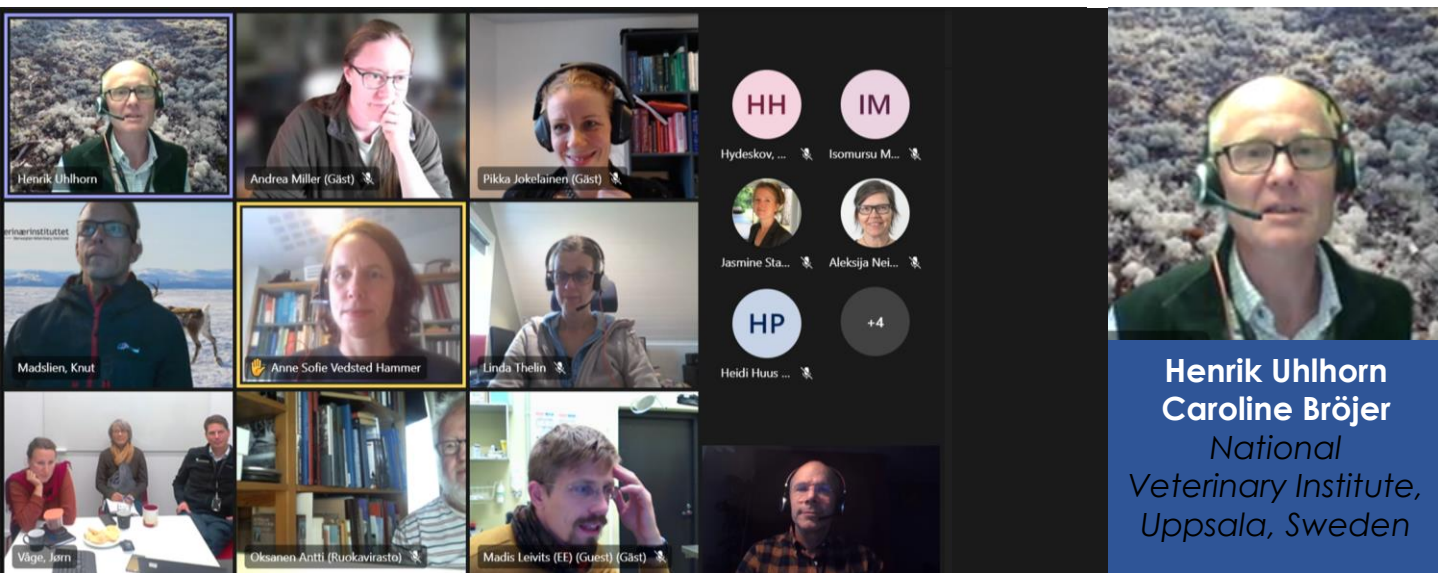 Henrik Uhlhorn
Andrea Miller (Gäst)
Pikka Jokelainen (Gäst)
HH
IM
Hydeskov, ...
Isomursu M...
erinærinstituttet
Madslien, Knut
Anne Sofie Vedsted Hammer
Linda Thelin
Jasmine Sta...
Aleksija Nei...
HP
+4
Heidi Huus ...
Våge, Jørn
Oksanen Antti (Ruokavirasto)
Madis Leivits (EE) (Guest) (Gäst)
Henrik Uhlhorn
Caroline Bröjer
National
Veterinary Institute,
Uppsala, Sweden